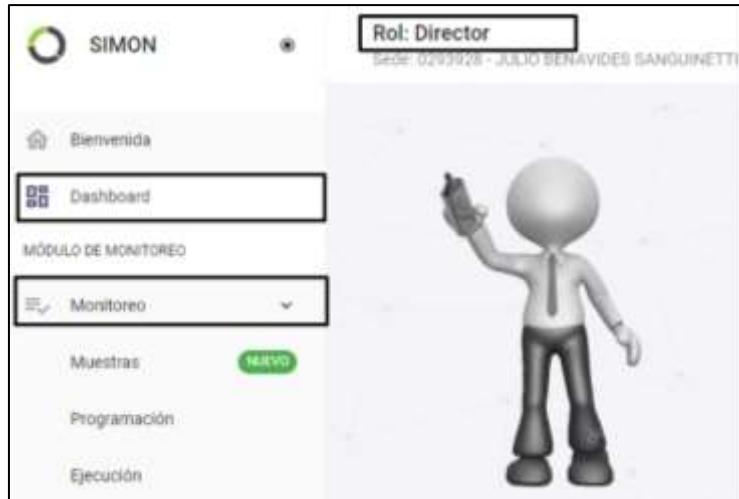 SIMON
Rol: Director
Sede: 0293928 - JULIO BENAVIDES SANGUINETTI
Bienvenida
Dashboard
MÓDULO DE MONITOREO
Monitoreo
Muestras NUEVO
Programación
Ejecución